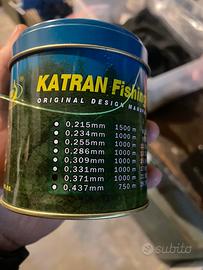 KATRAN Fishing
ORIGINAL DESIGN
0,215mm 1500 m
0,234mm 1000 m
0,255mm 1000 m
0,286mm 1000 m
0,309mm 1000 m
0,331mm 1000 m
0,371mm 1000 m
0,437mm 750 m
subito